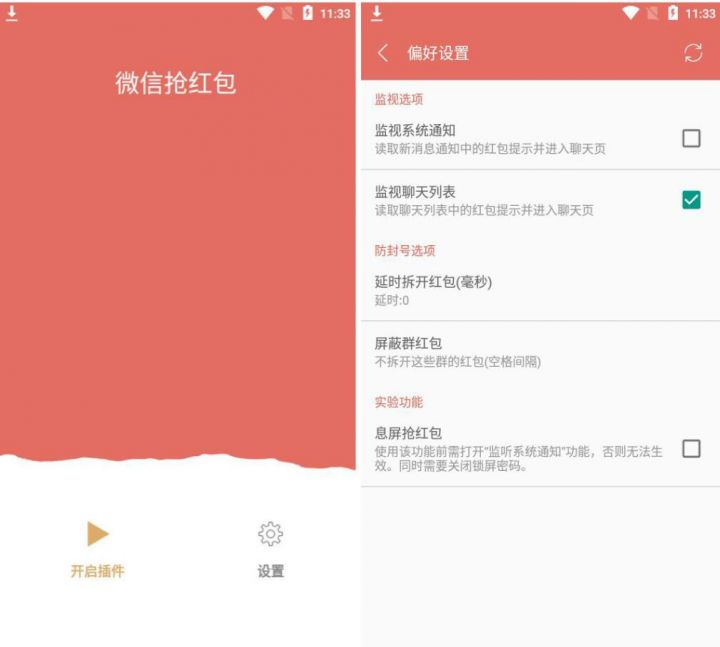 11:33
微信抢红包
开启插件
设置
11:33
偏好设置
监视选项
监视系统通知
读取新消息通知中的红包提示并进入聊天页
监视聊天列表
读取聊天列表中的红包提示并进入聊天页
防封号选项
延时拆开红包(毫秒)
延时:0
屏蔽群红包
不拆开这些群的红包(空格间隔)
实验功能
息屏抢红包
使用该功能前需打开“监听系统通知”功能，否则无法生
效。同时需要关闭锁屏密码。